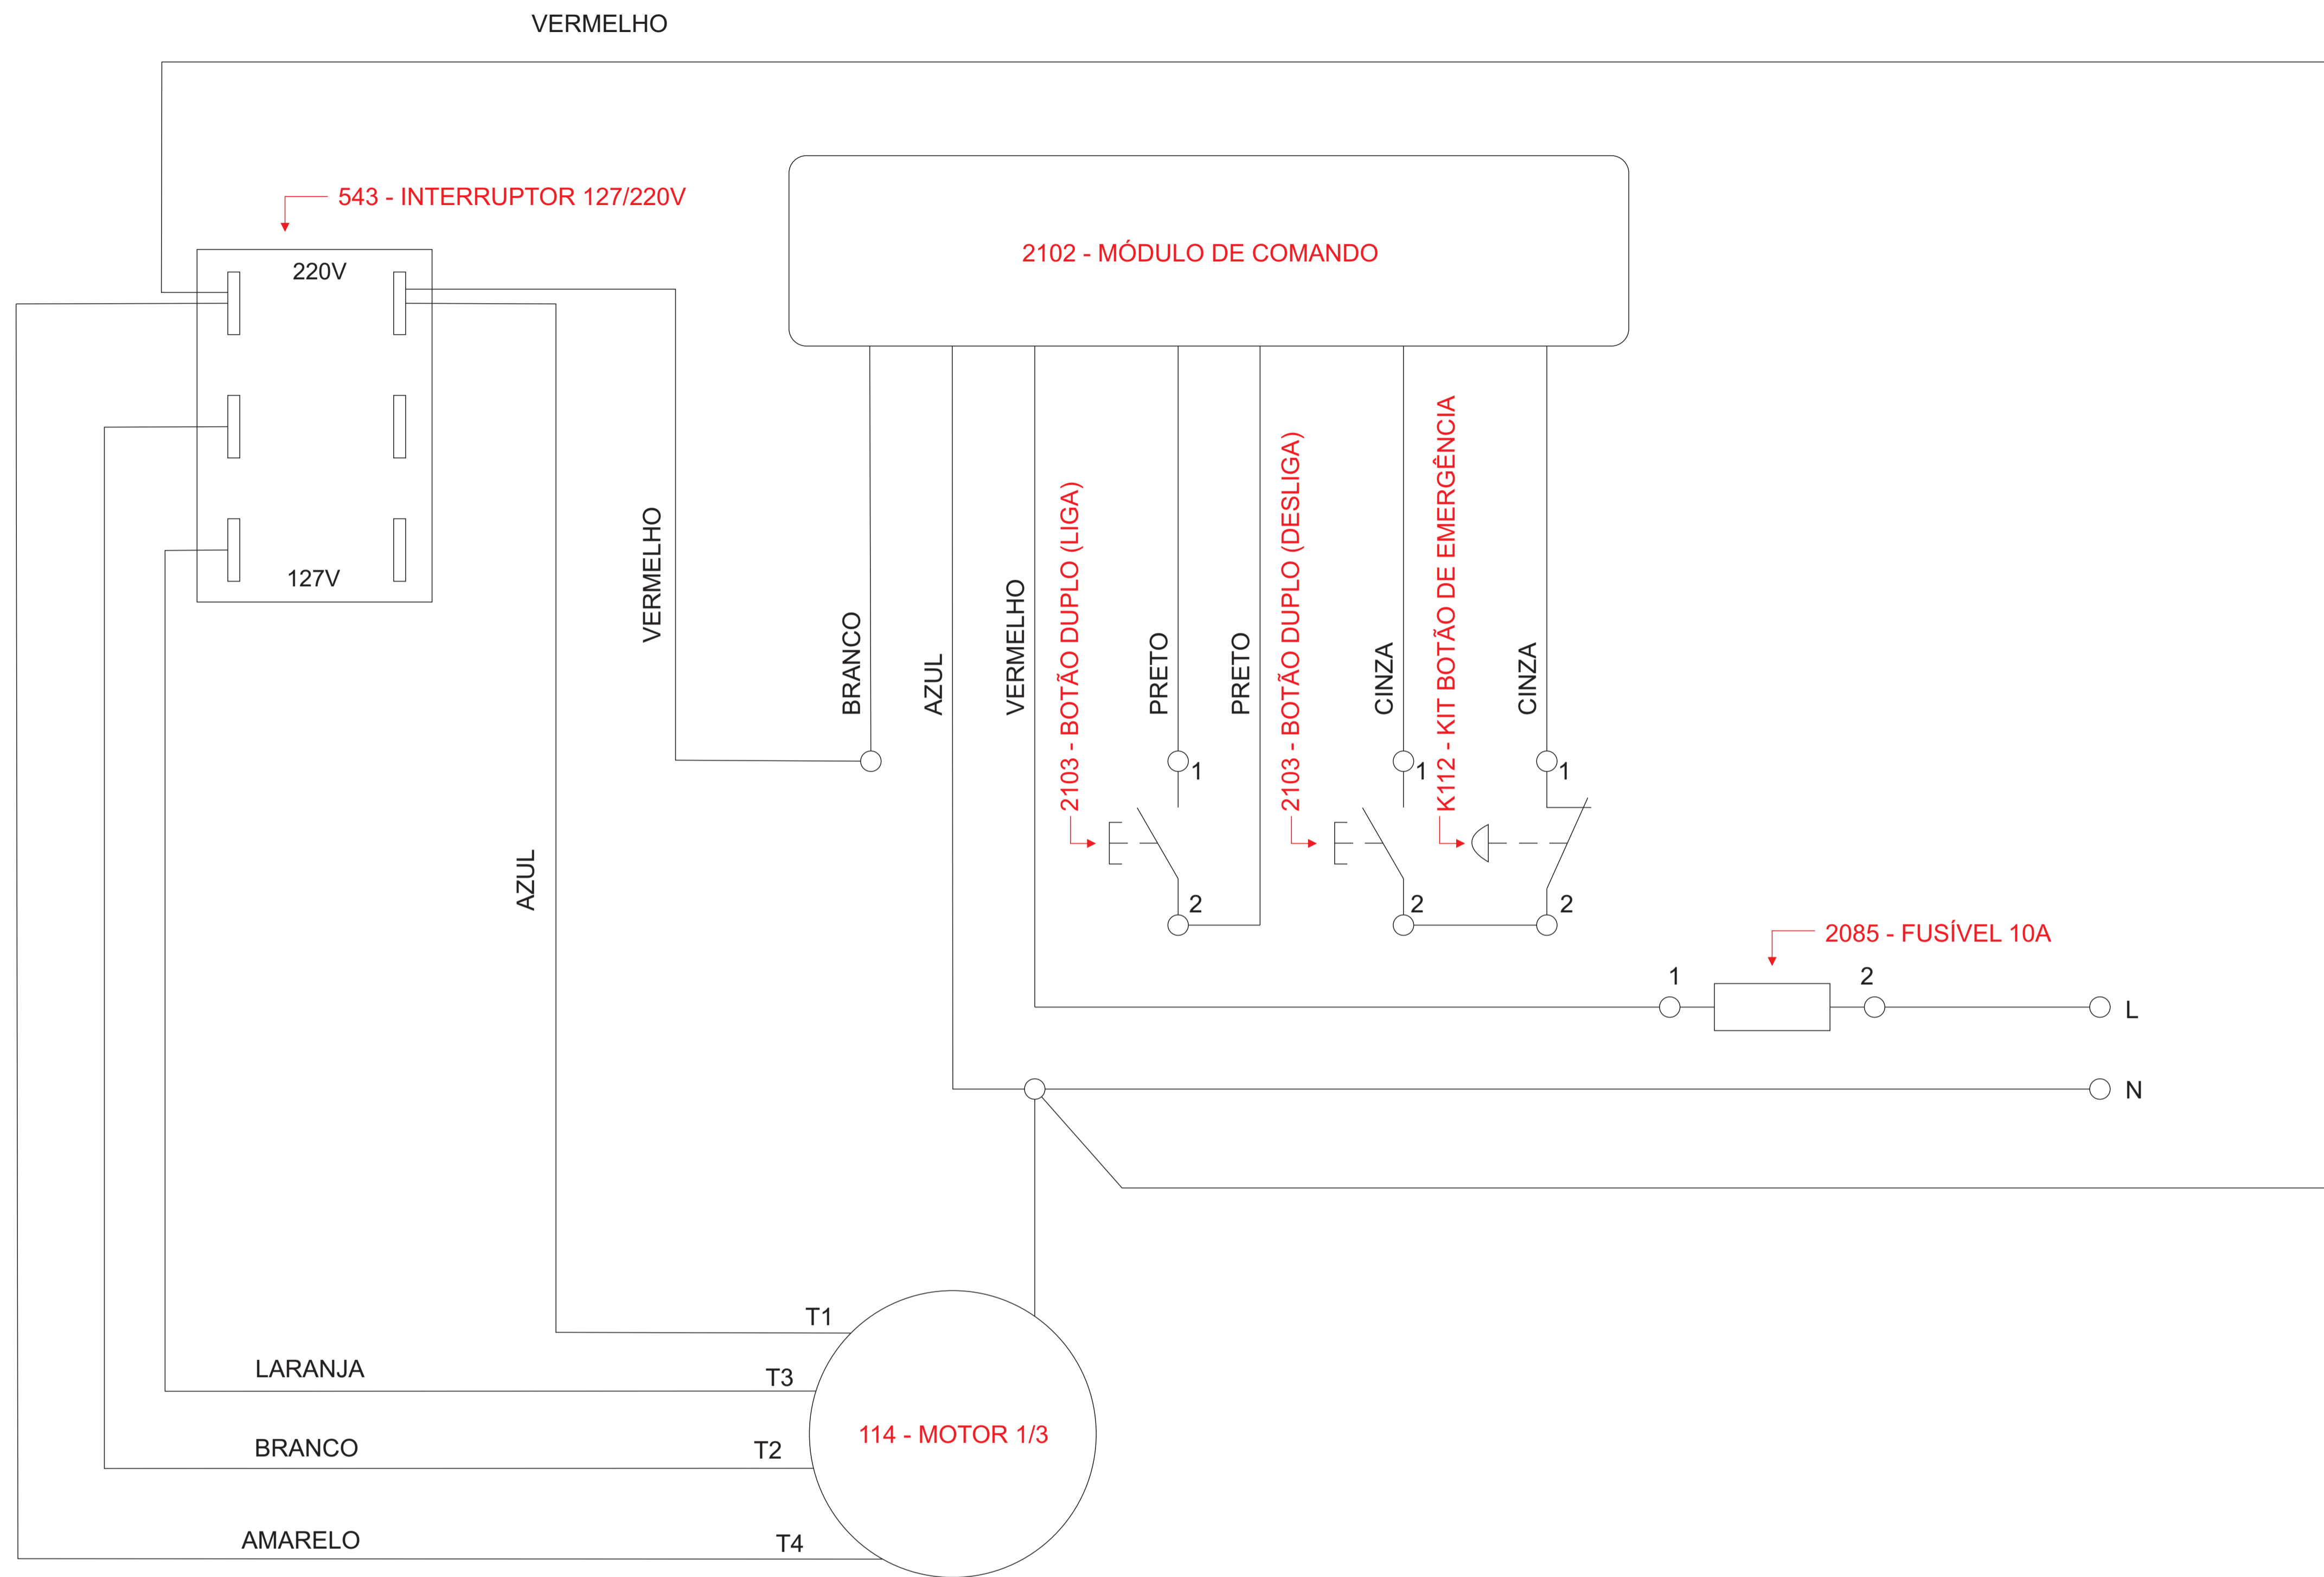 VERMELHO
543 - INTERRUPTOR 127/220V
220V
127V
2102 - MÓDULO DE COMANDO
VERMELHO
AZUL
BRANCO
AZUL
VERMELHO
2103 - BOTÃO DUPLO (LIGA)
PRETO
PRETO
2103 - BOTÃO DUPLO (DESLIGA)
CINZA
K112 - KIT BOTÃO DE EMERGÊNCIA
CINZA
1
1
1
2
2
2
2085 - FUSÍVEL 10A
1
2
L
N
T1
LARANJA
T3
114 - MOTOR 1/3
BRANCO
T2
AMARELO
T4